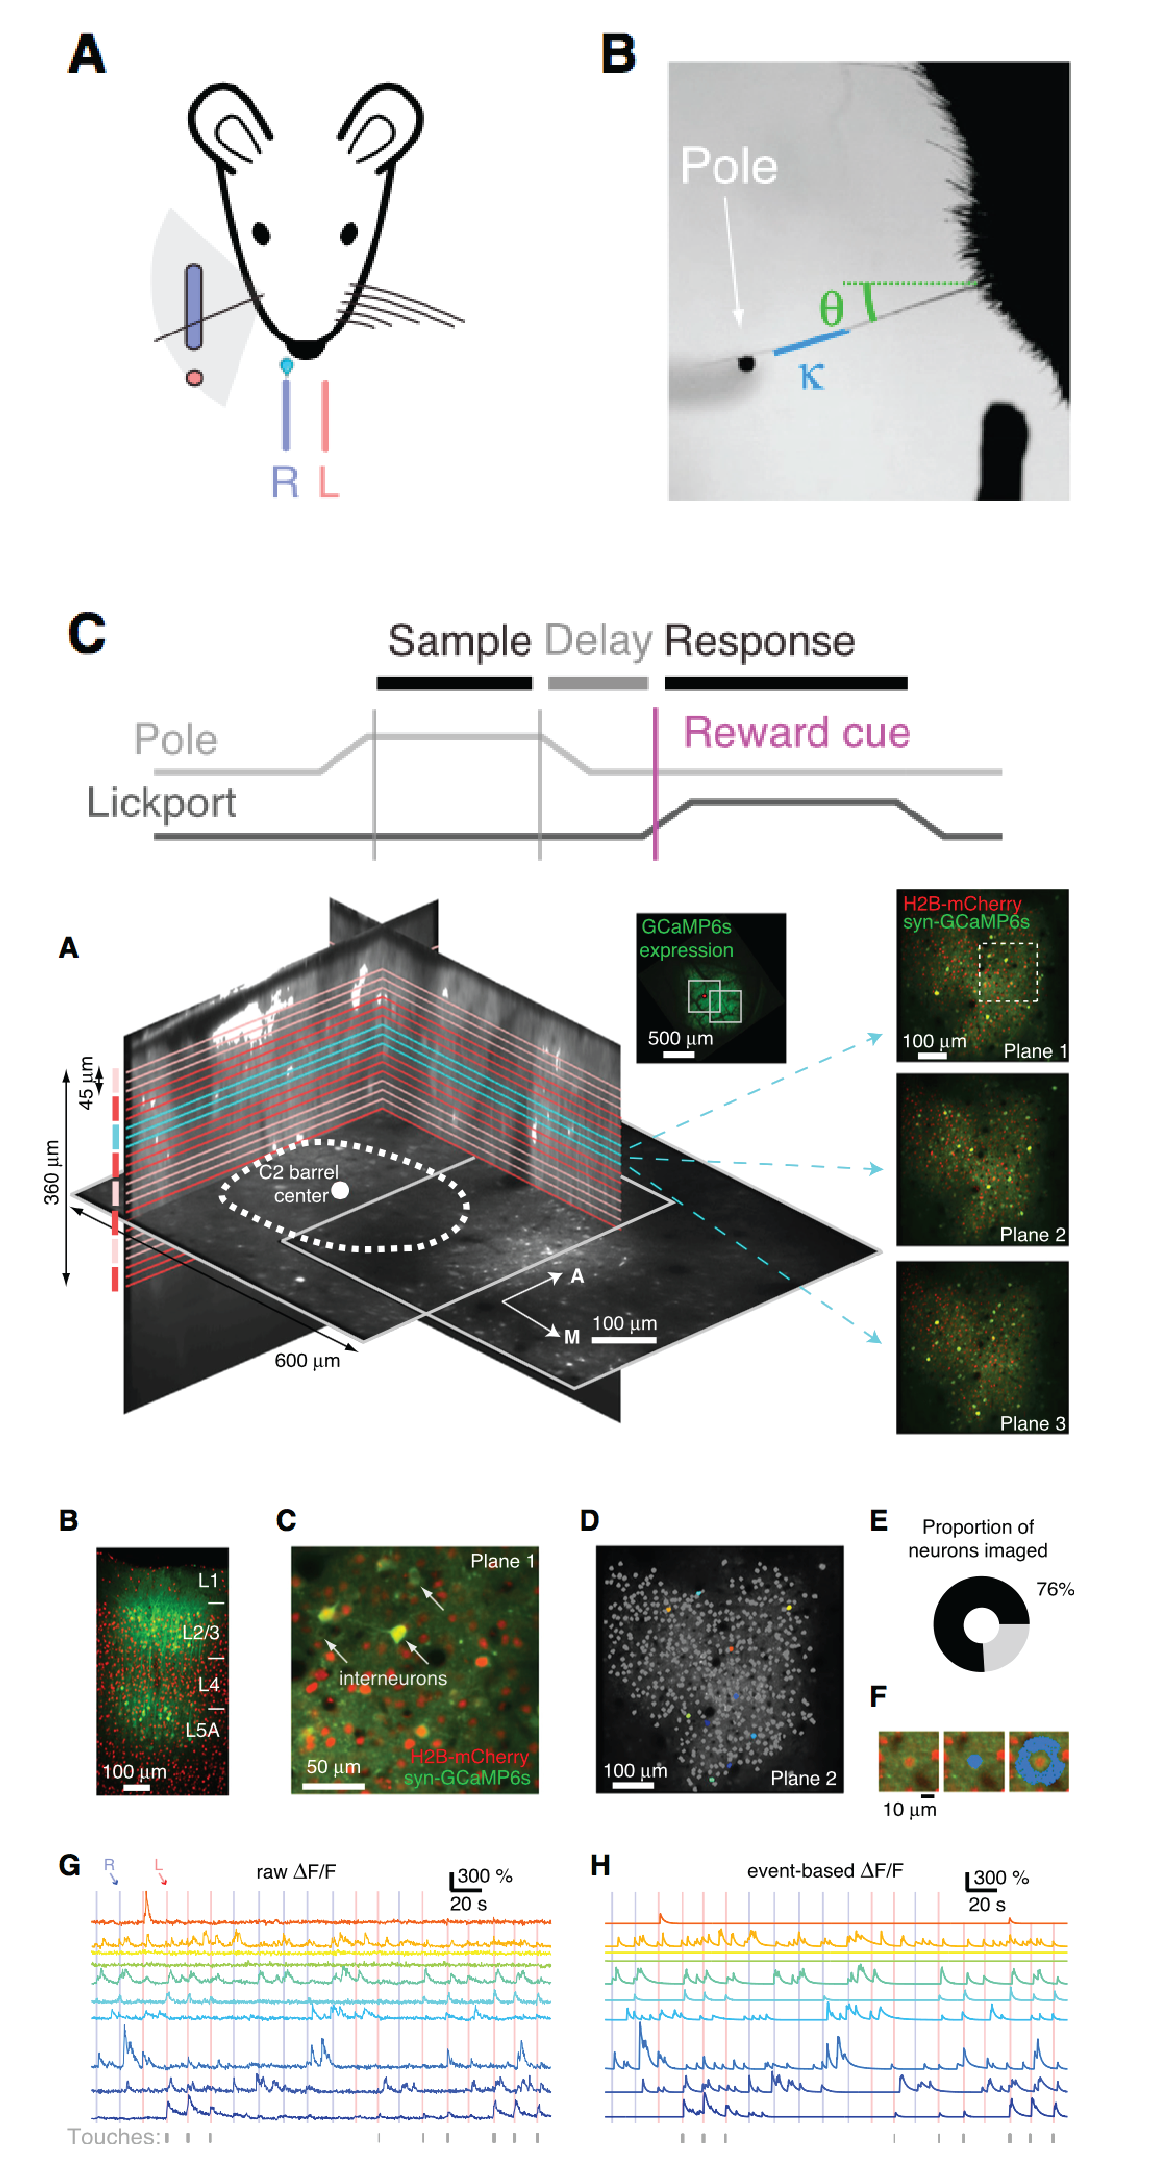 A
B
Pole
θ
κ
R L
C
Sample Delay Response
Pole
Reward cue
Lickport
A
GCaMP6s
expression
500 μm
H2B-mCherry
syn-GCaMP6s
100 μm
Plane 1
45 μm
360 μm
C2 barrel
center
Plane 2
A
M
100 μm
600 μm
Plane 3
B
L1
L2/3
L4
L5A
100 μm
C
Plane 1
interneurons
H2B-mCherry
50 μm
syn-GCaMP6s
D
100 μm
Plane 2
E
Proportion of
neurons imaged
76%
F
10 μm
G
R
L
raw ΔF/F
300 %
20 s
Touches:
H
event-based ΔF/F
300 %
20 s